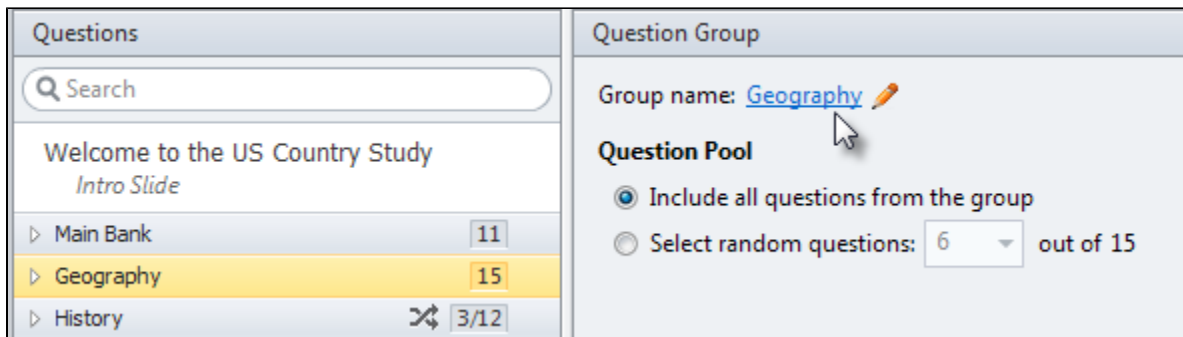 Questions
Search
Welcome to the US Country Study
Intro Slide
Main Bank 11
Geography 15
History 3/12
Question Group
Group name: Geography
Question Pool
Include all questions from the group
Select random questions: 6 out of 15